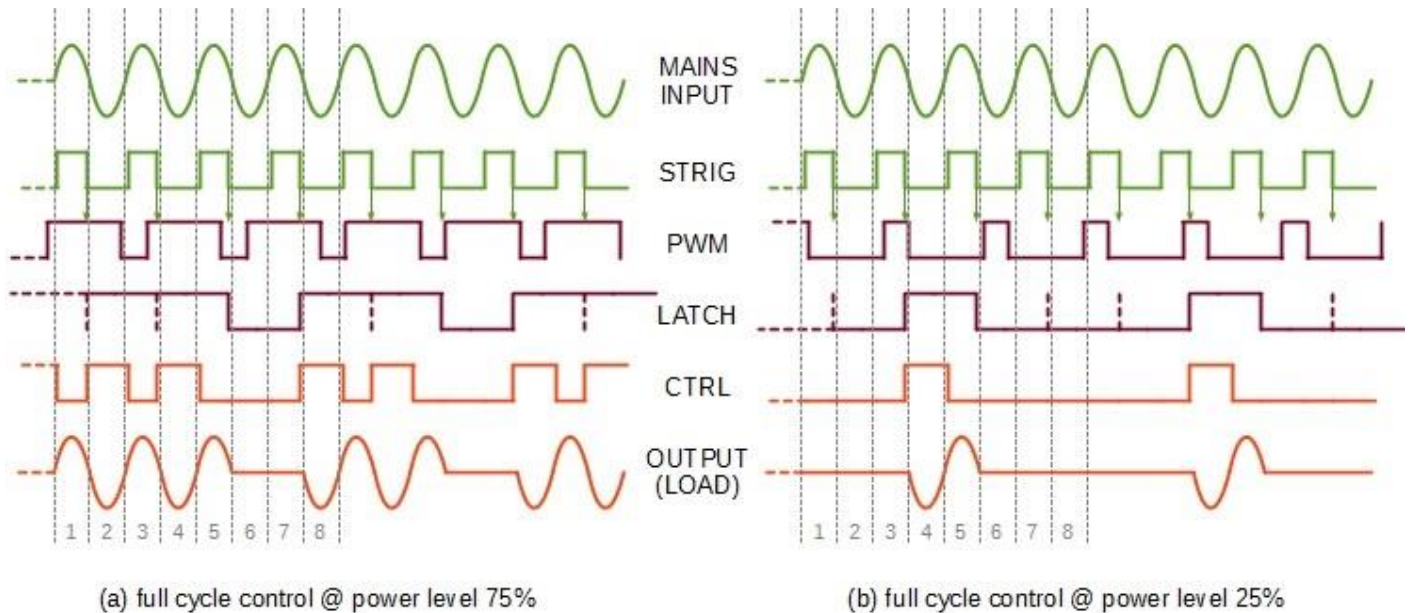 MAINS
INPUT
STRIG
PWM
LATCH
CTRL
OUTPUT
(LOAD)
1 2 3 4 5 6 7 8
1 2 3 4 5 6 7 8
(a) full cycle control @ power level 75%
(b) full cycle control @ power level 25%